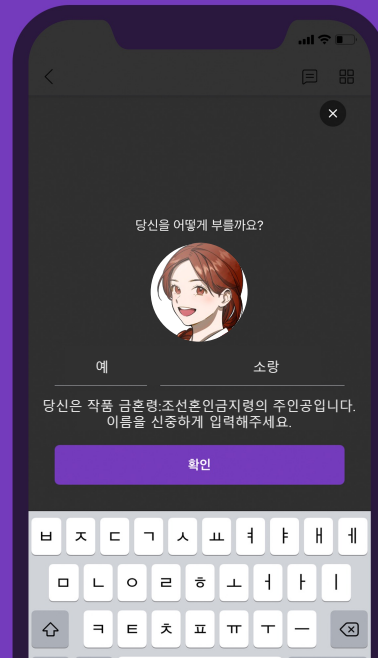 당신을 어떻게 부를까요?
예 소랑
당신은 작품 금혼령:조선혼인금지령의 주인공입니다.
이름을 신중하게 입력해주세요.
확인
ㅂ ㅈ ㄷ ㄱ ㅅ ㅛ ㅕ ㅑ ㅐ ㅔ
ㅁ ㄴ ㅇ ㄹ ㅎ ㅗ ㅓ ㅏ ㅣ
ㅋ ㅌ ㅊ ㅍ ㅠ ㅜ ㅡ